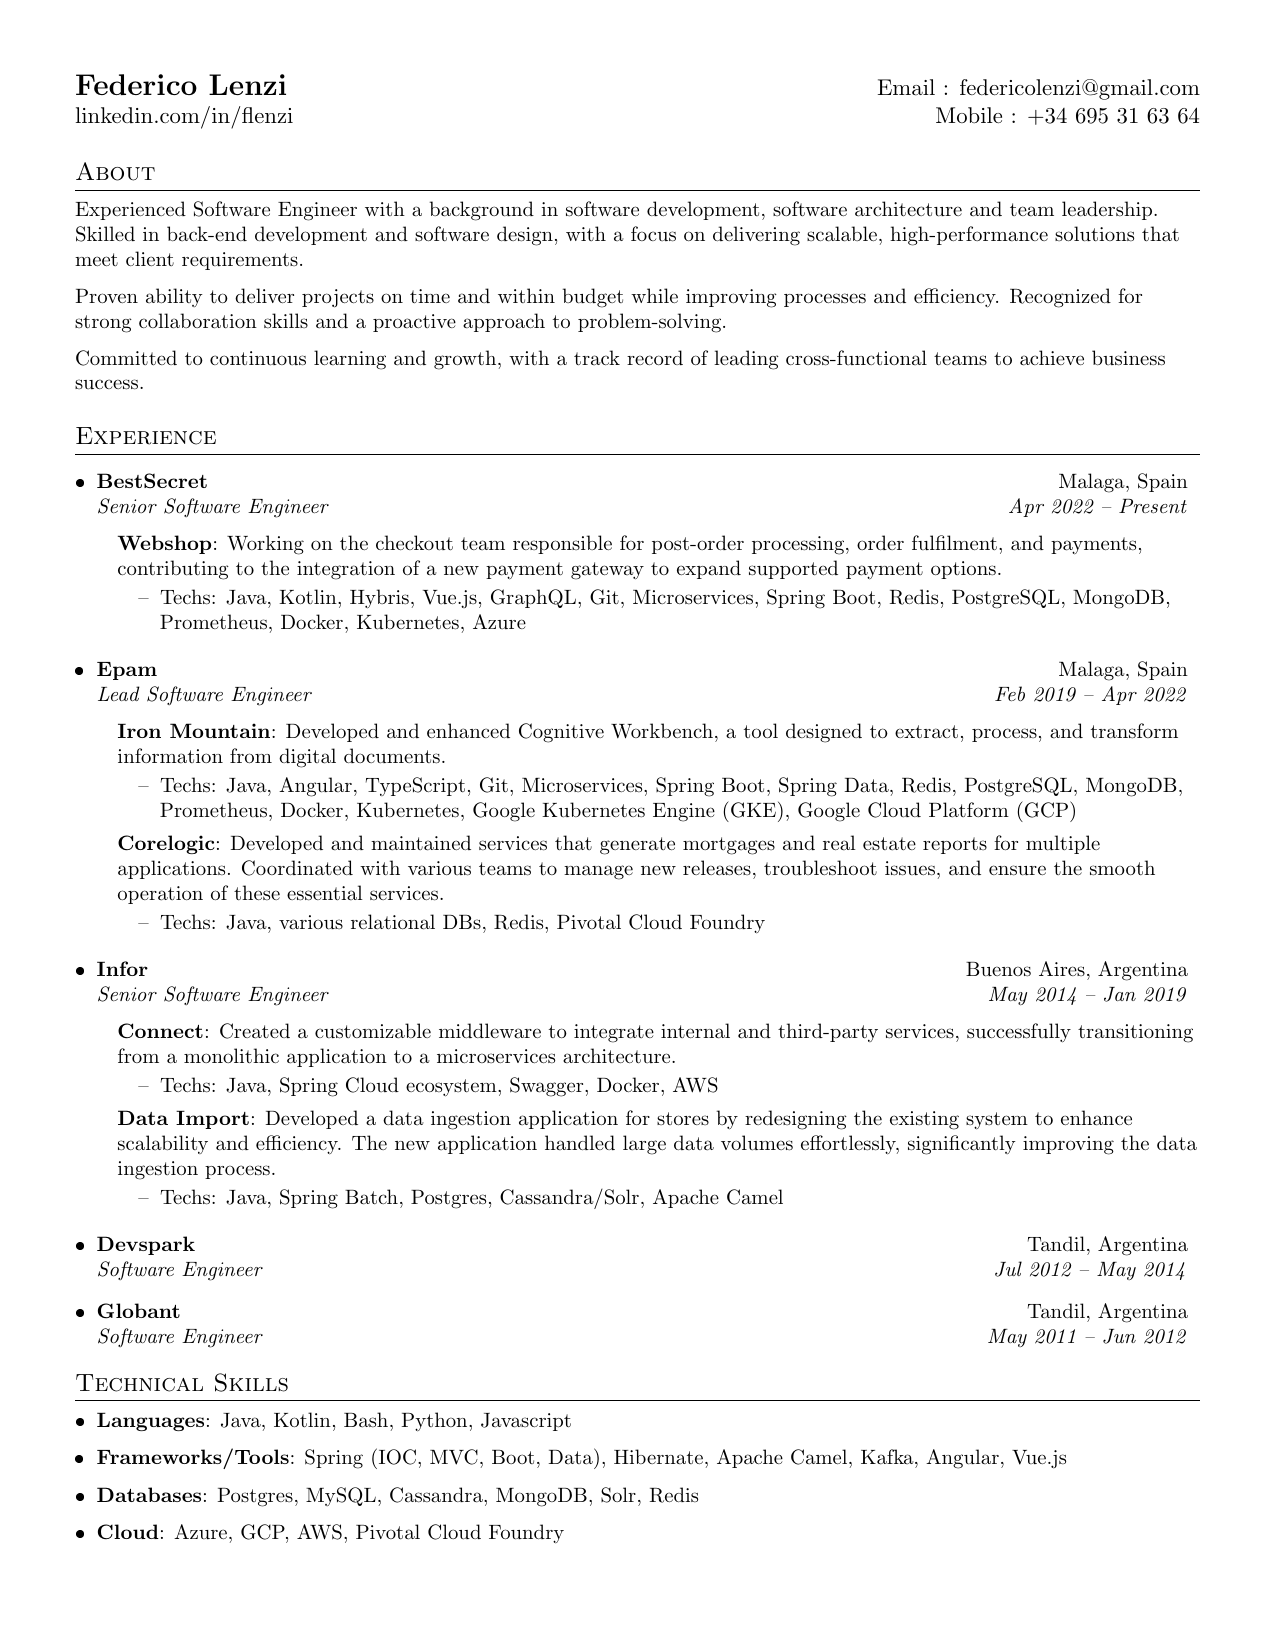 Federico Lenzi
Email : federicolenzi@gmail.com
linkedin.com/in/flenzi
Mobile : +34 695 31 63 64
About
Experienced Software Engineer with a background in software development, software architecture and team leadership.
Skilled in back-end development and software design, with a focus on delivering scalable, high-performance solutions that
meet client requirements.
Proven ability to deliver projects on time and within budget while improving processes and efficiency. Recognized for
strong collaboration skills and a proactive approach to problem-solving.
Committed to continuous learning and growth, with a track record of leading cross-functional teams to achieve business
success.
Experience
• BestSecret
Malaga, Spain
Senior Software Engineer
Apr 2022 – Present
Webshop: Working on the checkout team responsible for post-order processing, order fulfilment, and payments,
contributing to the integration of a new payment gateway to expand supported payment options.
– Techs: Java, Kotlin, Hybris, Vue.js, GraphQL, Git, Microservices, Spring Boot, Redis, PostgreSQL, MongoDB,
Prometheus, Docker, Kubernetes, Azure
• Epam
Malaga, Spain
Lead Software Engineer
Feb 2019 – Apr 2022
Iron Mountain: Developed and enhanced Cognitive Workbench, a tool designed to extract, process, and transform
information from digital documents.
– Techs: Java, Angular, TypeScript, Git, Microservices, Spring Boot, Spring Data, Redis, PostgreSQL, MongoDB,
Prometheus, Docker, Kubernetes, Google Kubernetes Engine (GKE), Google Cloud Platform (GCP)
Corelogic: Developed and maintained services that generate mortgages and real estate reports for multiple
applications. Coordinated with various teams to manage new releases, troubleshoot issues, and ensure the smooth
operation of these essential services.
– Techs: Java, various relational DBs, Redis, Pivotal Cloud Foundry
• Infor
Buenos Aires, Argentina
Senior Software Engineer
May 2014 – Jan 2019
Connect: Created a customizable middleware to integrate internal and third-party services, successfully transitioning
from a monolithic application to a microservices architecture.
– Techs: Java, Spring Cloud ecosystem, Swagger, Docker, AWS
Data Import: Developed a data ingestion application for stores by redesigning the existing system to enhance
scalability and efficiency. The new application handled large data volumes effortlessly, significantly improving the data
ingestion process.
– Techs: Java, Spring Batch, Postgres, Cassandra/Solr, Apache Camel
• Devspark
Tandil, Argentina
Software Engineer
Jul 2012 – May 2014
• Globant
Tandil, Argentina
Software Engineer
May 2011 – Jun 2012
Technical Skills
• Languages: Java, Kotlin, Bash, Python, Javascript
• Frameworks/Tools: Spring (IOC, MVC, Boot, Data), Hibernate, Apache Camel, Kafka, Angular, Vue.js
• Databases: Postgres, MySQL, Cassandra, MongoDB, Solr, Redis
• Cloud: Azure, GCP, AWS, Pivotal Cloud Foundry